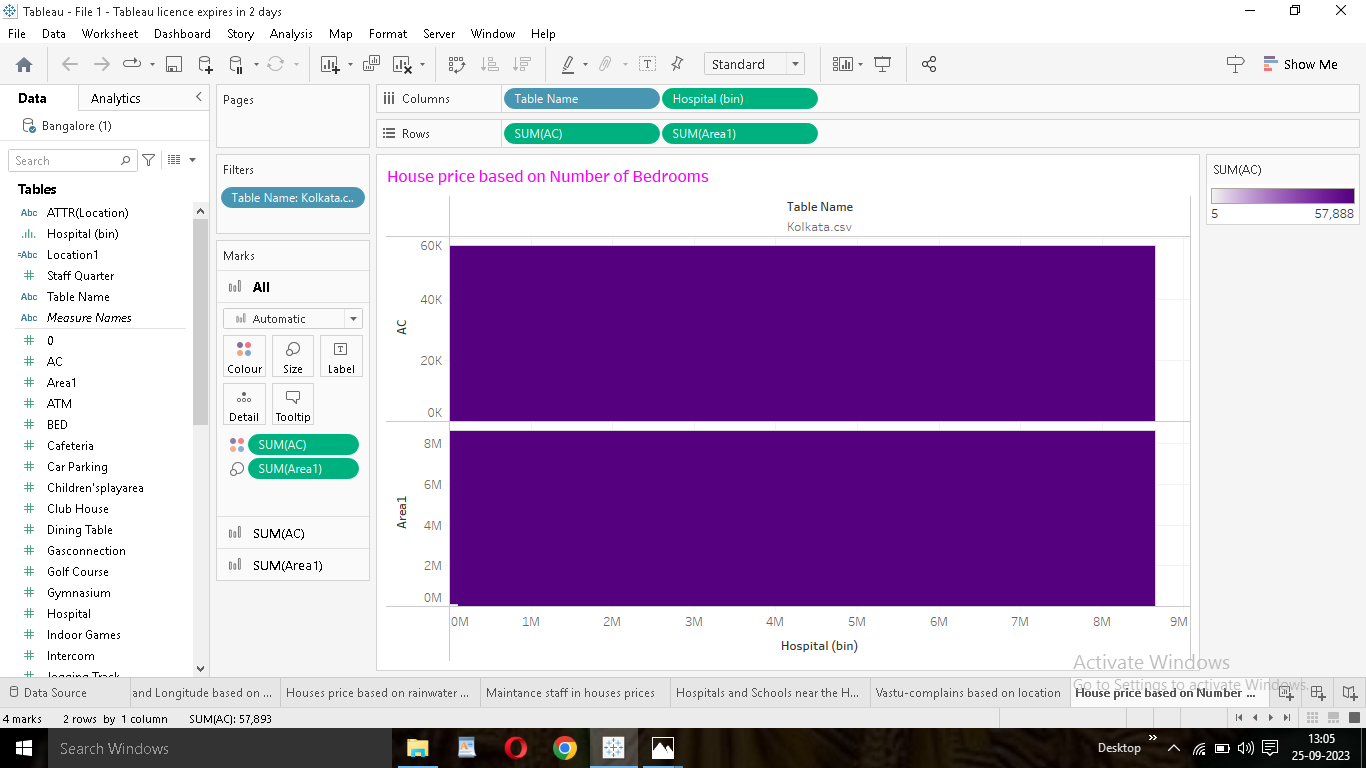 Tableau - File 1 - Tableau licence expires in 2 days
File Data Worksheet Dashboard Story Analysis Map Format Server Window Help
Standard
Show Me
Data Analytics
Bangalore (1)
Search
Tables
Abc ATTR(Location)
Hospital (bin)
=Abc Location1
# Staff Quarter
Abc Table Name
Abc Measure Names
# 0
# AC
# Area1
# ATM
# BED
# Cafeteria
# Car Parking
# Children'splayarea
# Club House
# Dining Table
# Gasconnection
# Golf Course
# Gymnasium
# Hospital
# Indoor Games
# Intercom
# Jogging Track
Pages
Filters
Table Name: Kolkata.c..
Marks
All
Automatic
Colour Size Label
Detail Tooltip
SUM(AC)
SUM(Area1)
SUM(AC)
SUM(Area1)
Columns Table Name Hospital (bin)
Rows SUM(AC) SUM(Area1)
House price based on Number of Bedrooms
Table Name
Kolkata.csv
60K
40K
20K
0K
AC
8M
6M
4M
2M
0M
Area1
0M 1M 2M 3M 4M 5M 6M 7M 8M 9M
Hospital (bin)
SUM(AC)
5 57,888
Activate Windows
Go to Settings to activate Windows.
Data Source and Longitude based on ... Houses price based on rainwater ... Maintance staff in houses prices Hospitals and Schools near the H... Vastu-complains based on location House price based on Number ...
4 marks 2 rows by 1 column SUM(AC): 57,893
Search Windows
Desktop
13:05
25-09-2023